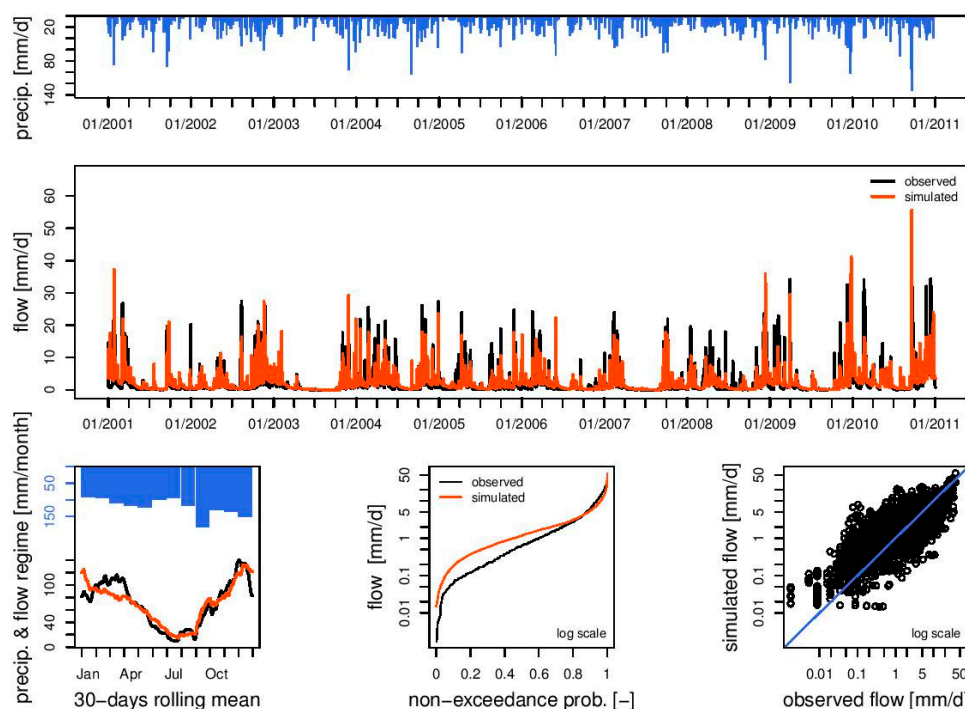 precip. [mm/d]
20
80
140
01/2001 01/2002 01/2003 01/2004 01/2005 01/2006 01/2007 01/2008 01/2009 01/2010 01/2011
flow [mm/d]
60
50
40
30
20
10
0
observed
simulated
01/2001 01/2002 01/2003 01/2004 01/2005 01/2006 01/2007 01/2008 01/2009 01/2010 01/2011
precip. & flow regime [mm/month]
50
150
100
40
0
Jan Apr Jul Oct
30-days rolling mean
flow [mm/d]
50
5
1
0.1
0.01
observed
simulated
log scale
0 0.2 0.4 0.6 0.8 1
non-exceedance prob. [-]
simulated flow [mm/d]
50
5
1
0.1
0.01
log scale
0.01 0.1 1 5 50
observed flow [mm/d]